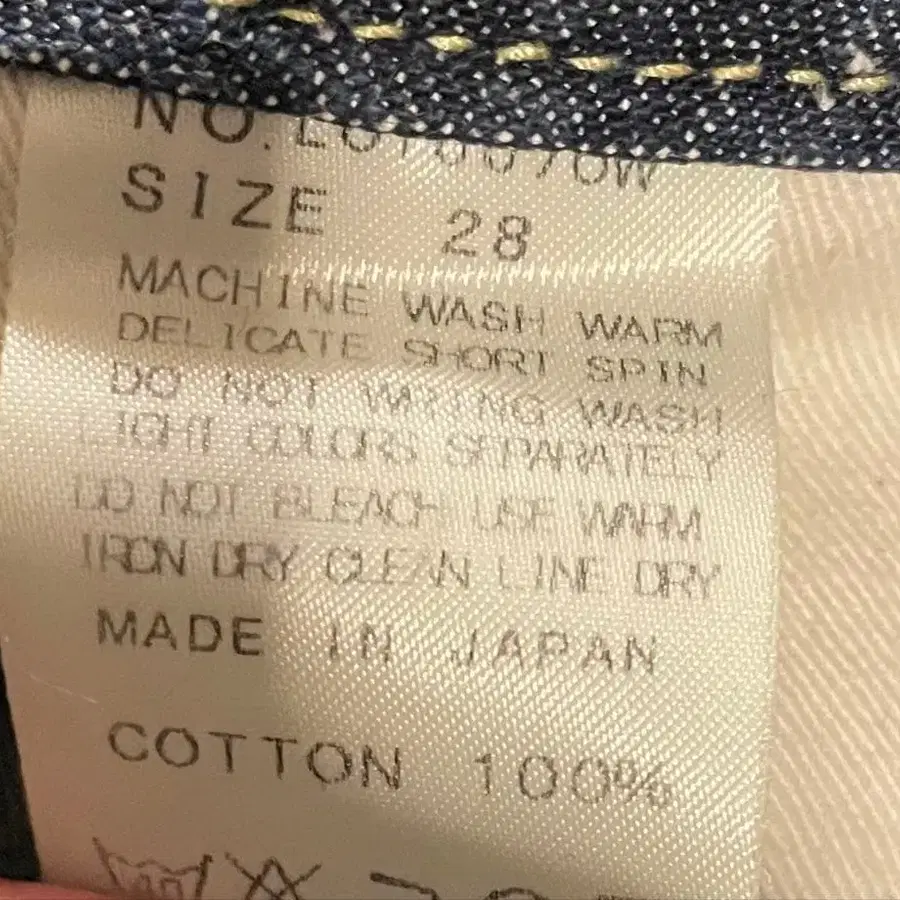 NO.
SIZE 28
MACHINE WASH WARM
DELICATE SHORT SPIN
DO NOT WRING WASH
LIGHT COLORS SEPARATELY
DO NOT BLEACH USE WARM
IRON DRY CLEAN LINE DRY
MADE IN JAPAN
COTTON 100%